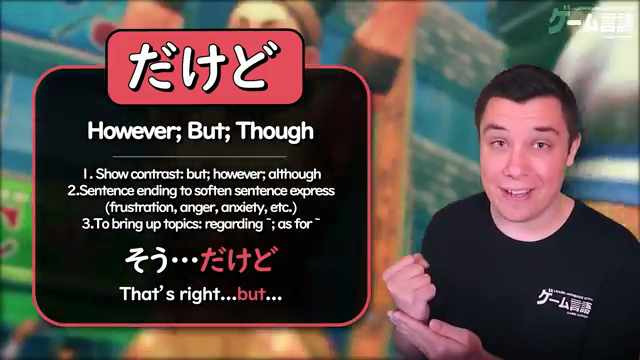 だけど
However; But; Though
1. Show contrast: but; however; although
2.Sentence ending to soften sentence express
(frustration, anger, anxiety, etc.)
3.To bring up topics: regarding ~; as for ~
そう…だけど
That's right...but...
ゲーム言語
ゲーム言語